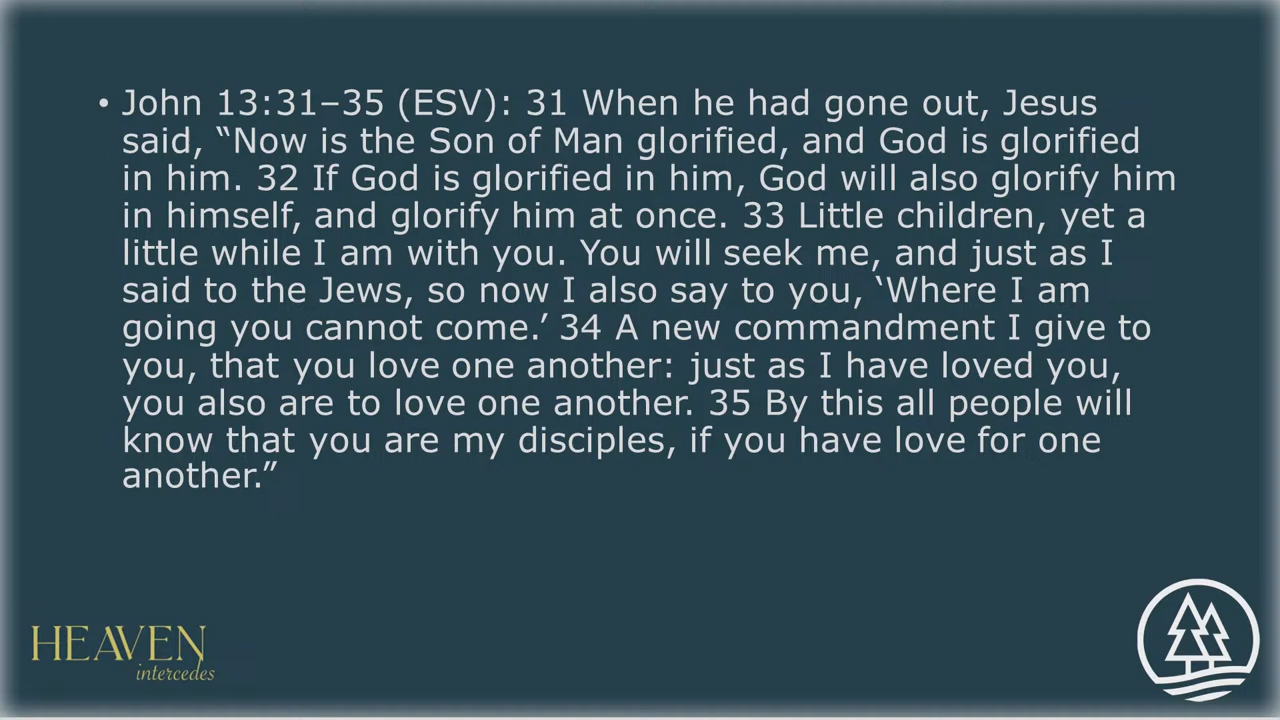 • John 13:31–35 (ESV): 31 When he had gone out, Jesus
said, “Now is the Son of Man glorified, and God is glorified
in him. 32 If God is glorified in him, God will also glorify him
in himself, and glorify him at once. 33 Little children, yet a
little while I am with you. You will seek me, and just as I
said to the Jews, so now I also say to you, ‘Where I am
going you cannot come.’ 34 A new commandment I give to
you, that you love one another: just as I have loved you,
you also are to love one another. 35 By this all people will
know that you are my disciples, if you have love for one
another.”
HEAVEN
intercedes